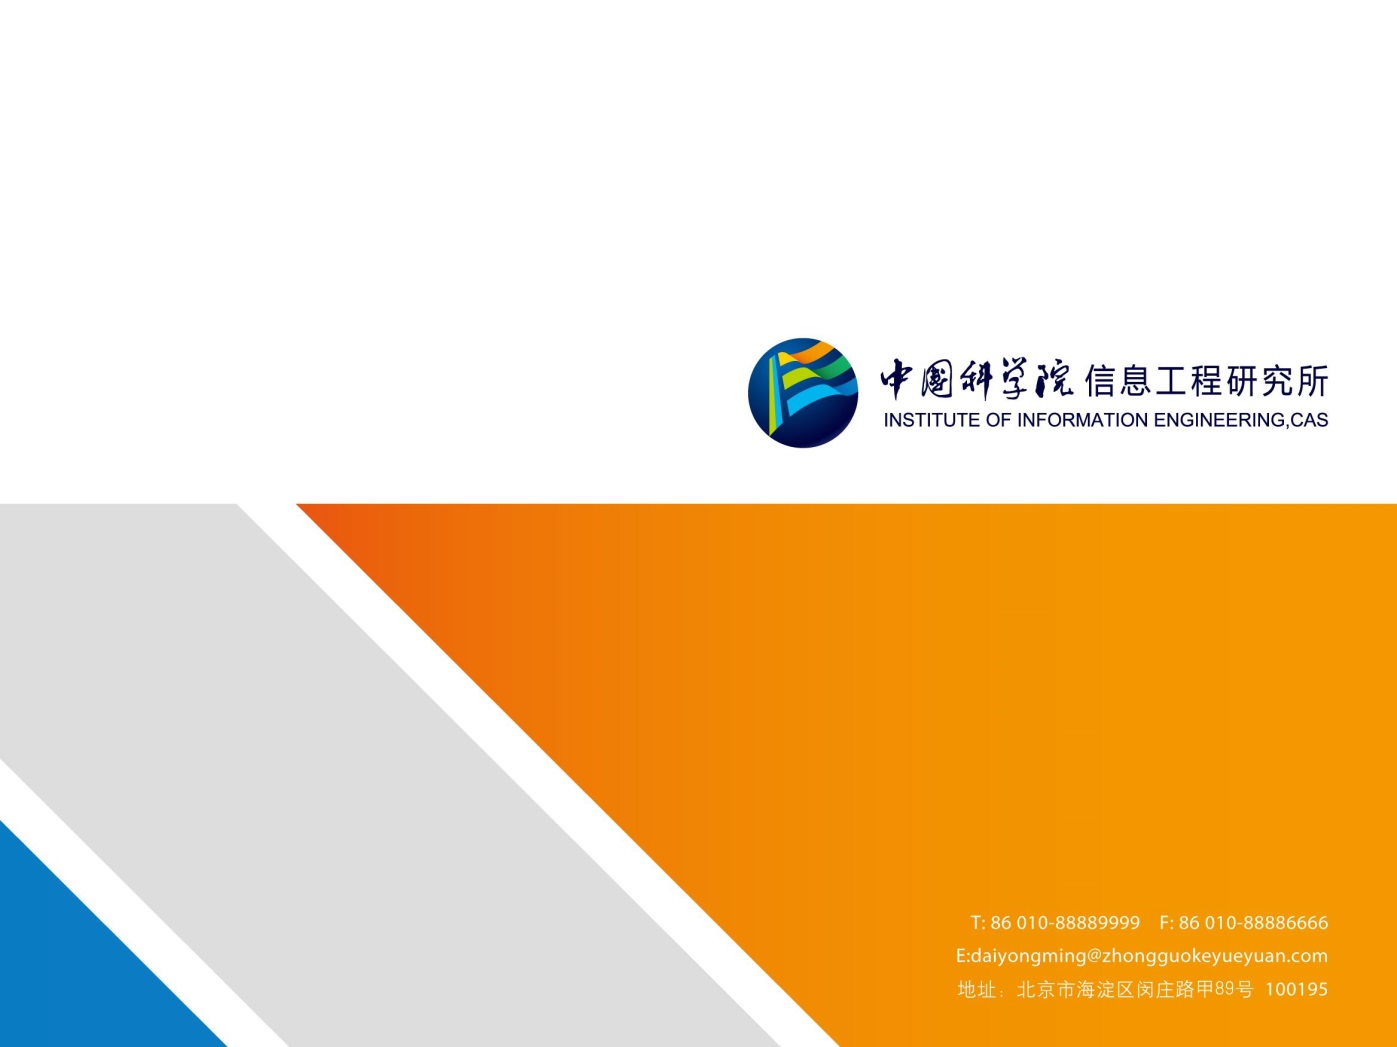 中国科学院 信息工程研究所
INSTITUTE OF INFORMATION ENGINEERING,CAS
T: 86 010-88889999 F: 86 010-88886666
E:daiyongming@zhongguokeyueyuan.com
地址：北京市海淀区闵庄路甲89号 100195